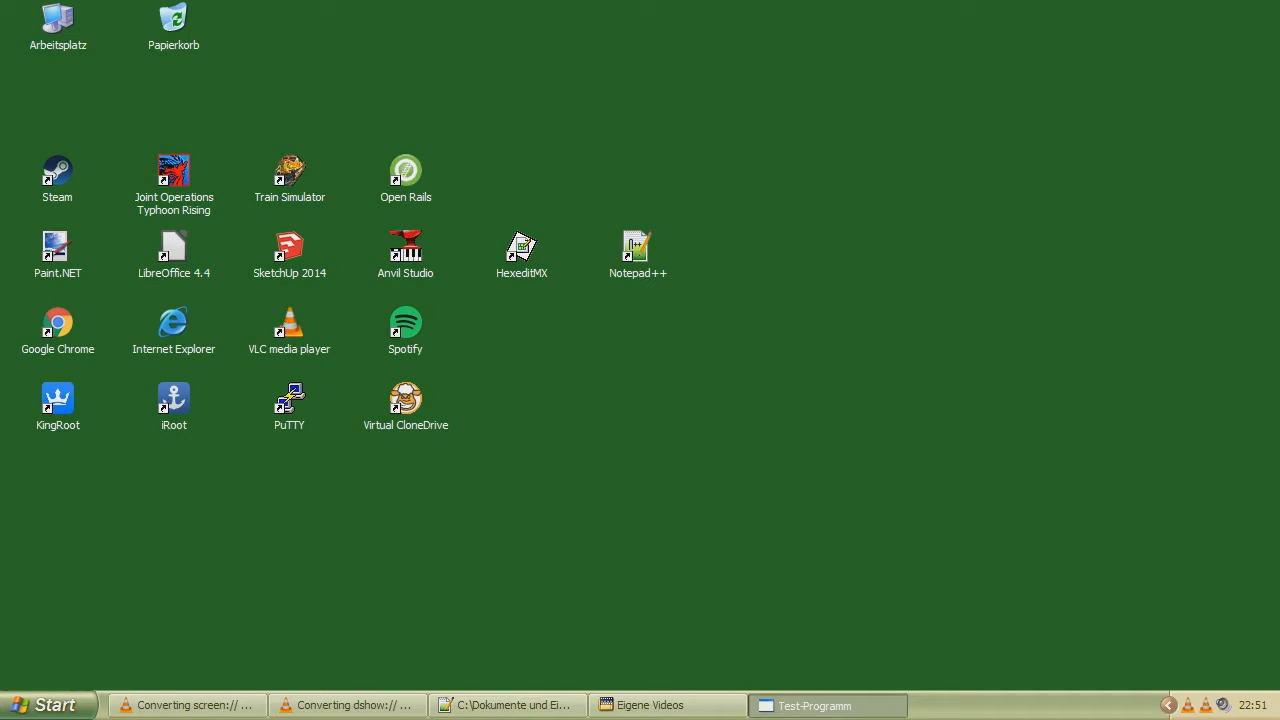 Arbeitsplatz
Papierkorb
Steam
Joint Operations
Typhoon Rising
Train Simulator
Open Rails
Paint.NET
LibreOffice 4.4
SketchUp 2014
Anvil Studio
HexeditMX
Notepad++
Google Chrome
Internet Explorer
VLC media player
Spotify
KingRoot
iRoot
PuTTY
Virtual CloneDrive
Start
Converting screen:// ...
Converting dshow:// ...
C:\Dokumente und Ei...
Eigene Videos
Test-Programm
22:51